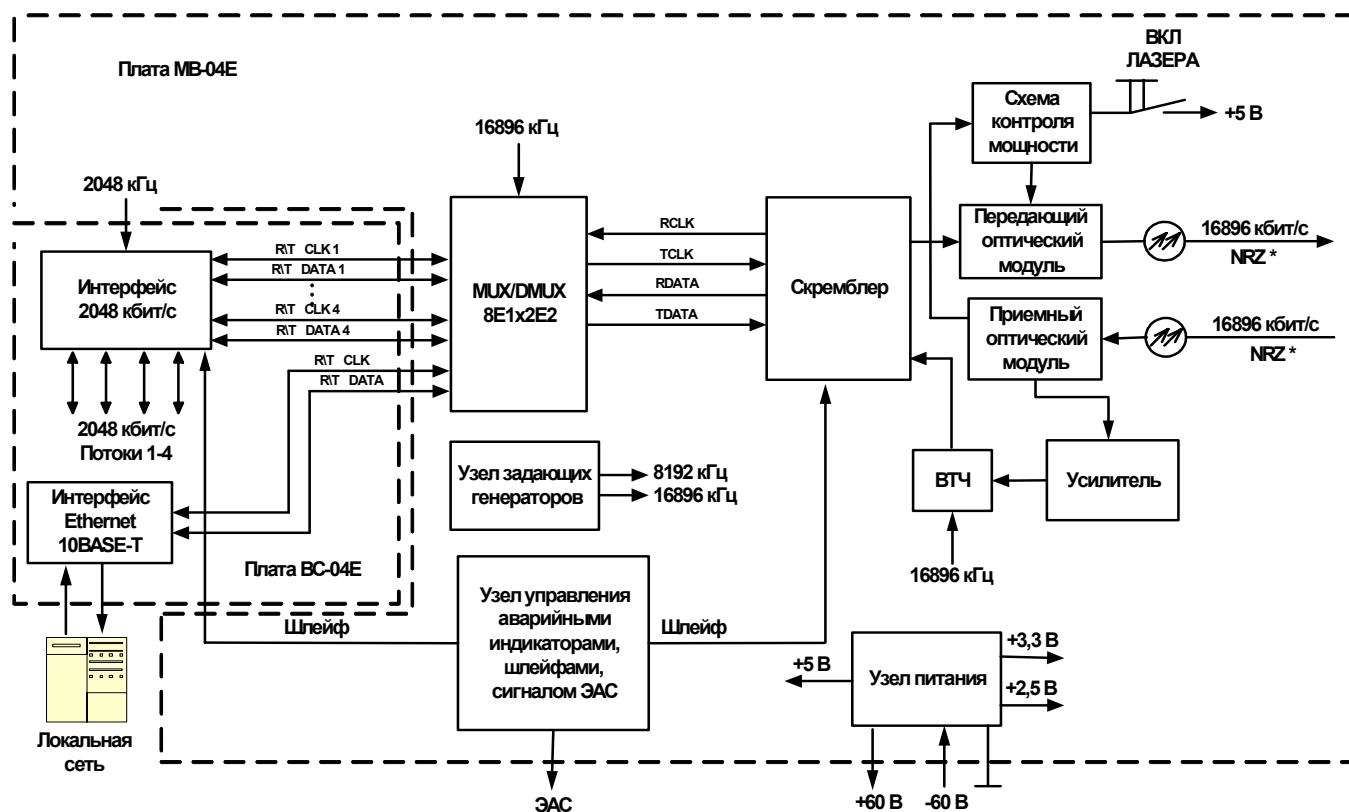 ВКЛ
ЛАЗЕРА
Плата МВ-04Е
Схема
контроля
мощности
+5 В
16896 кГц
2048 кГц
Передающий
оптический
модуль
16896 кбит/с
NRZ *
Интерфейс
2048 кбит/с
R\T CLK 1
R\T DATA 1
R\T CLK 4
R\T DATA 4
R\T CLK
R\T DATA
MUX/DMUX
8E1x2E2
RCLK
TCLK
RDATA
TDATA
Скремблер
Приемный
оптический
модуль
16896 кбит/с
NRZ *
2048 кбит/с
Потоки 1-4
Узел задающих
генераторов
8192 кГц
16896 кГц
ВТЧ
Усилитель
16896 кГц
Интерфейс
Ethernet
10BASE-T
Плата ВС-04Е
Шлейф
Узел управления
аварийными
индикаторами,
шлейфами,
сигналом ЭАС
Шлейф
+5 В
Узел питания
+3,3 В
+2,5 В
Локальная
сеть
ЭАС
+60 В
-60 В